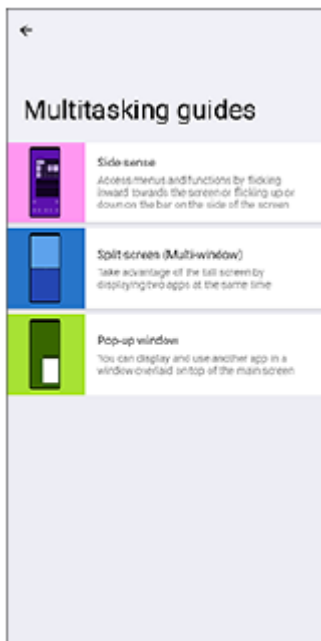 Multitasking guides
Side sense
Access menus and functions by flicking
inward towards the screen or flicking up or
down on the bar on the side of the screen
Split-screen (Multi-window)
Take advantage of the tall screen by
displaying two apps at the same time
Pop-up window
You can display and use another app in a
window overlaid on top of the main screen